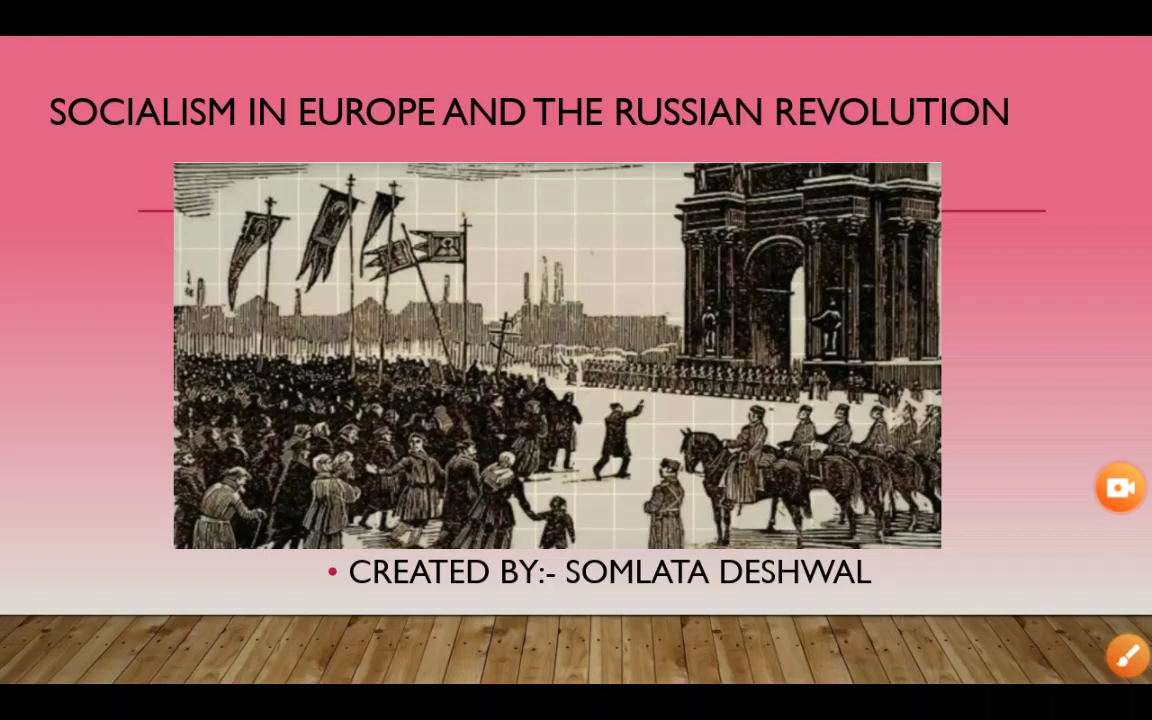 SOCIALISM IN EUROPE AND THE RUSSIAN REVOLUTION
• CREATED BY:- SOMLATA DESHWAL